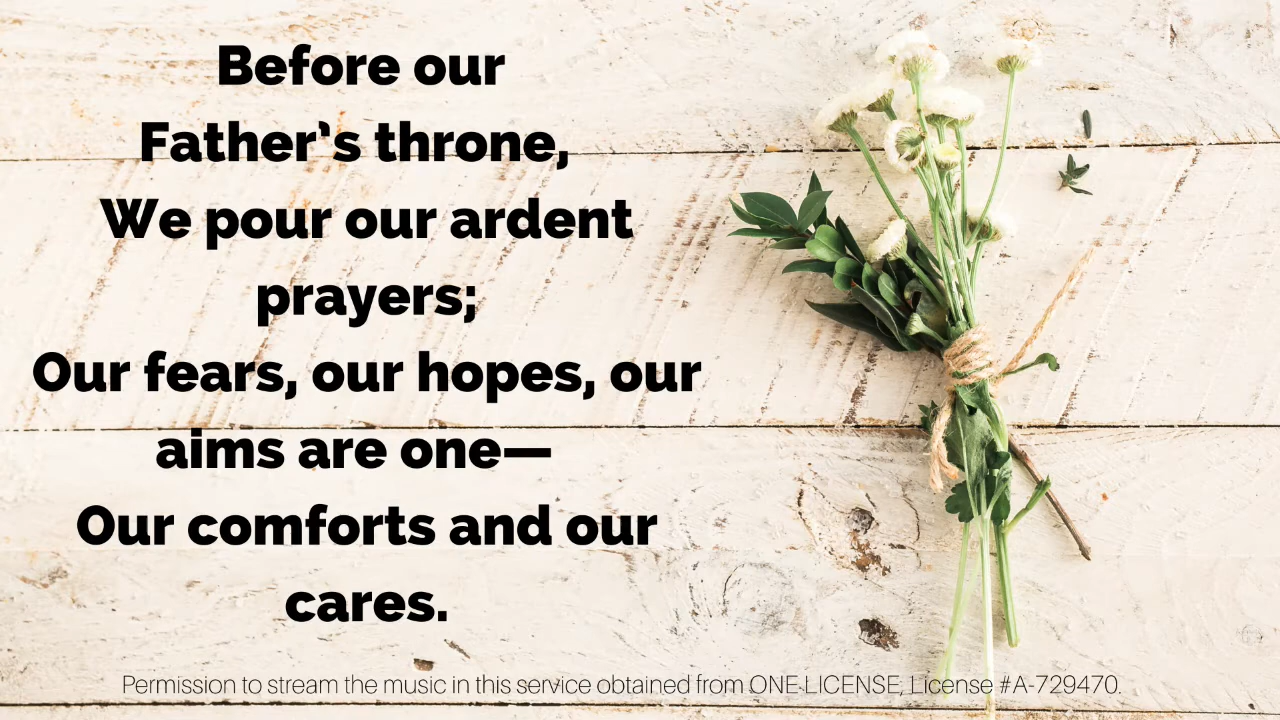 Before our
Father’s throne,
We pour our ardent
prayers;
Our fears, our hopes, our
aims are one—
Our comforts and our
cares.
Permission to stream the music in this service obtained from ONE-LICENSE, License #A-729470.